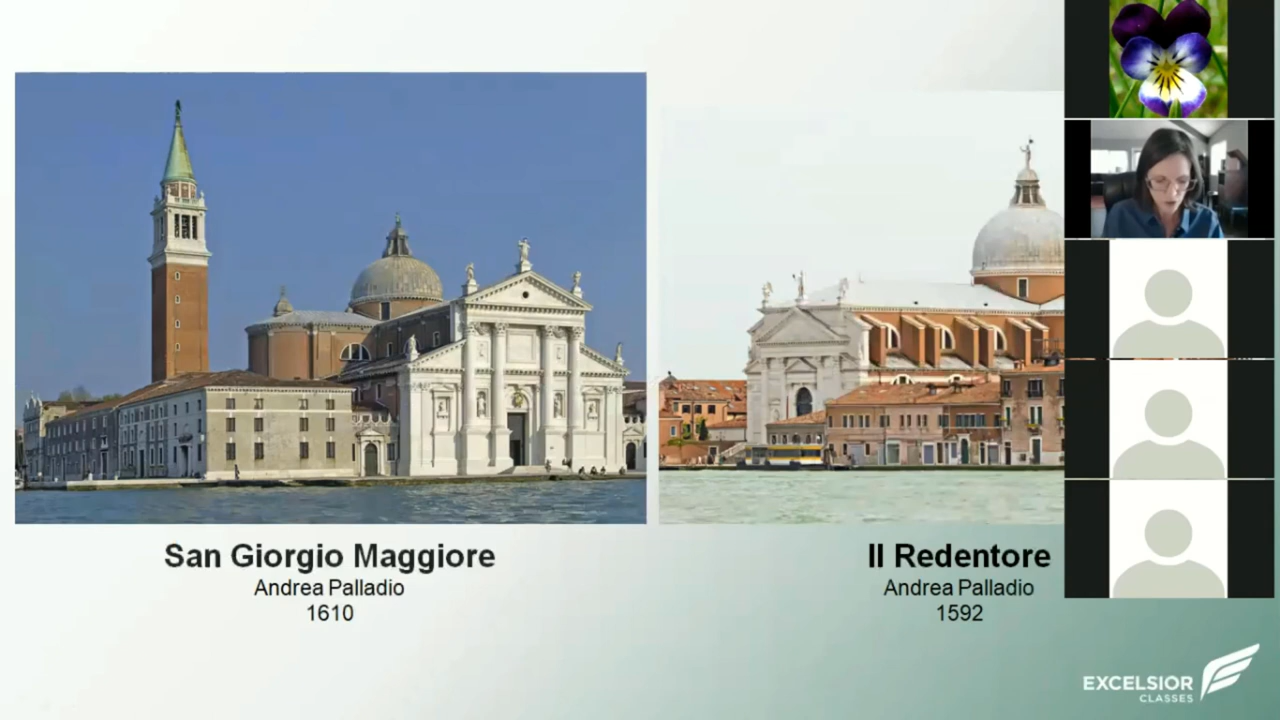 San Giorgio Maggiore
Andrea Palladio
1610
Il Redentore
Andrea Palladio
1592
EXCELSIOR
CLASSES